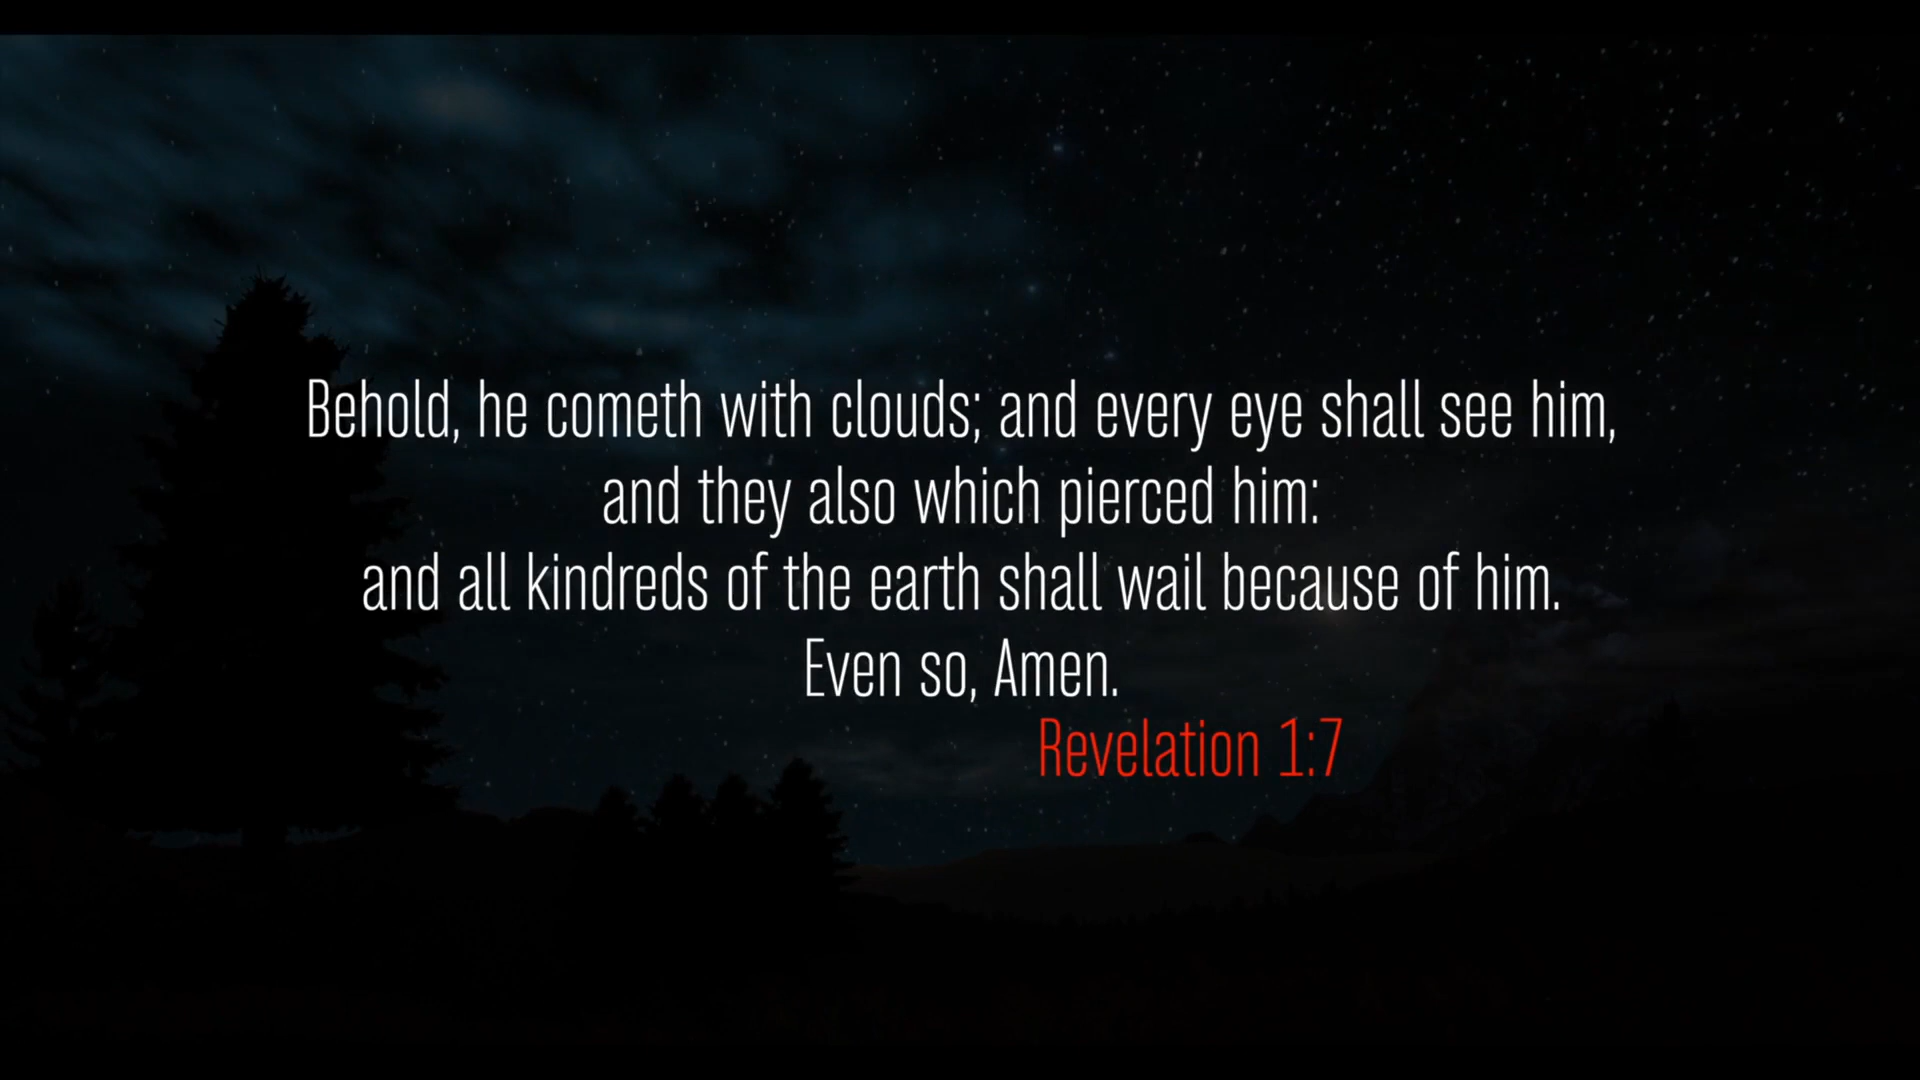 Behold, he cometh with clouds; and every eye shall see him,
and they also which pierced him:
and all kindreds of the earth shall wail because of him.
Even so, Amen.
Revelation 1:7